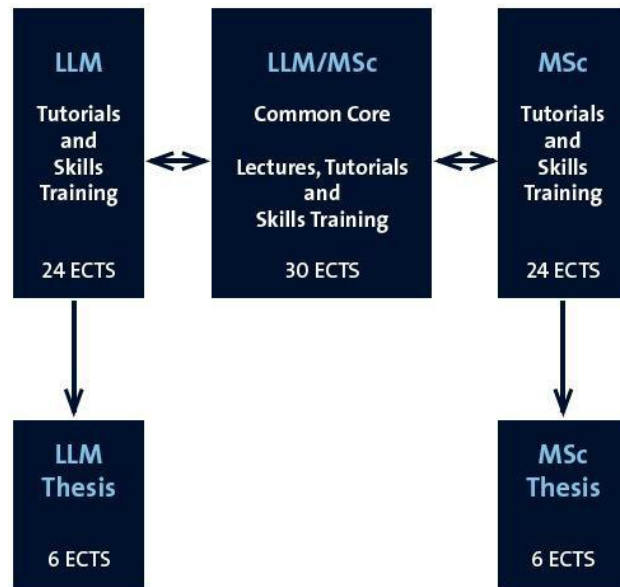 LLM
Tutorials
and
Skills
Training
24 ECTS
LLM/MSc
Common Core
Lectures, Tutorials
and
Skills Training
30 ECTS
MSc
Tutorials
and
Skills
Training
24 ECTS
LLM
Thesis
6 ECTS
MSc
Thesis
6 ECTS